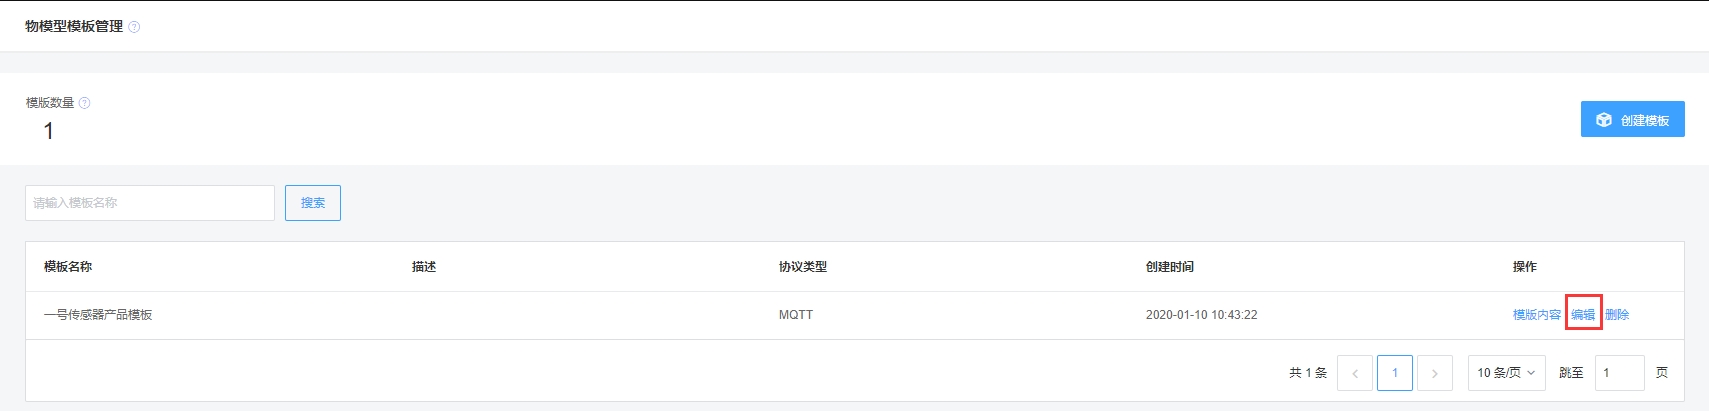 物模型模板管理 ?
模版数量 ?
1
创建模板
请输入模板名称 搜索
模板名称 描述 协议类型 创建时间 操作
一号传感器产品模板 MQTT 2020-01-10 10:43:22 模版内容 编辑 删除
共 1 条 < 1 > 10 条/页 跳至 1 页